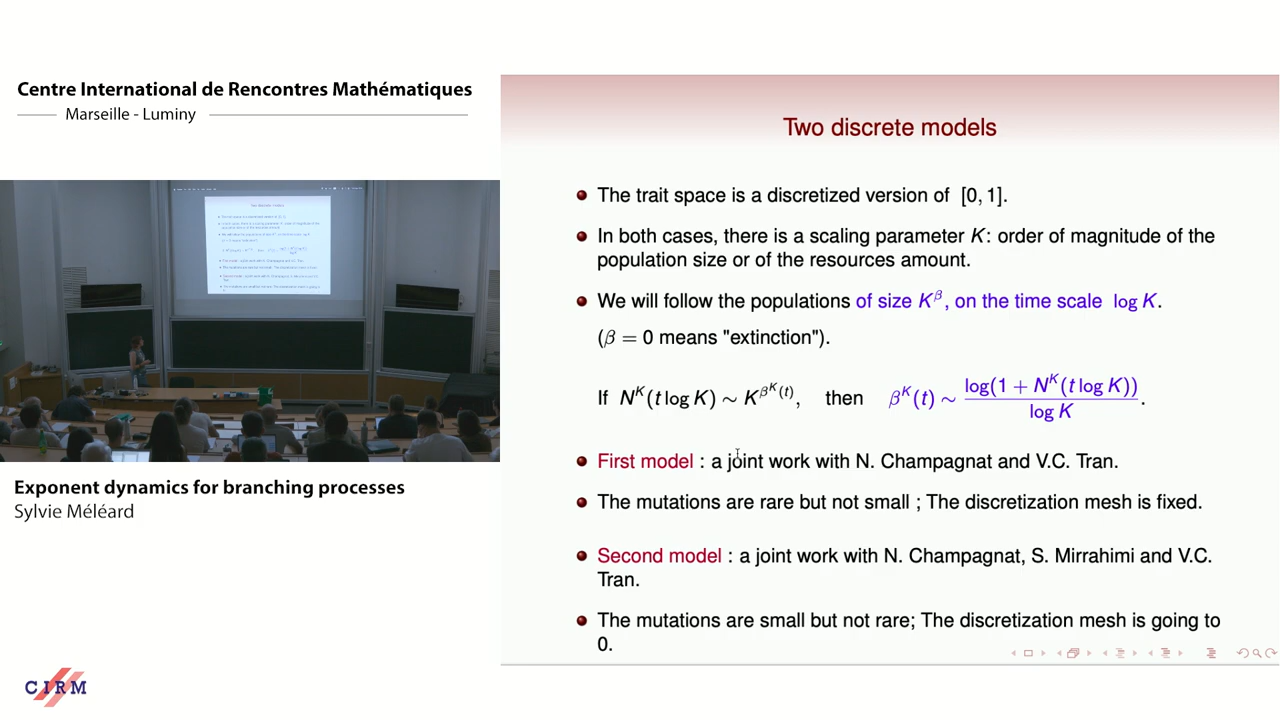 Centre International de Rencontres Mathématiques
Marseille - Luminy
Two discrete models
The trait space is a discretized version of [0, 1].
In both cases, there is a scaling parameter K: order of magnitude of the
population size or of the resources amount.
We will follow the populations of size K^β, on the time scale log K.
(β = 0 means "extinction").
If N^K(t log K) ∼ K^{β^K(t)}, then β^K(t) ∼ log(1 + N^K(t log K)) / log K.
First model : a joint work with N. Champagnat and V.C. Tran.
The mutations are rare but not small ; The discretization mesh is fixed.
Second model : a joint work with N. Champagnat, S. Mirrahimi and V.C.
Tran.
The mutations are small but not rare; The discretization mesh is going to
0.
Exponent dynamics for branching processes
Sylvie Méléard
CIRM